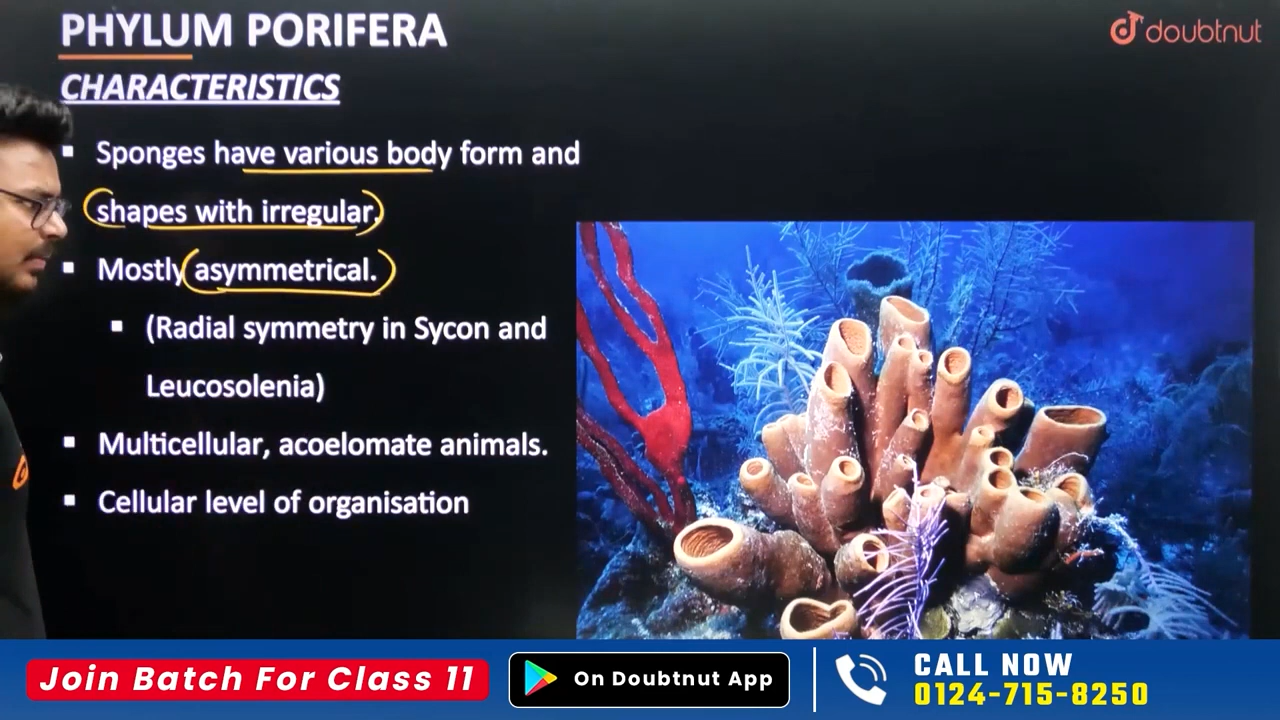 PHYLUM PORIFERA
doubtnut
CHARACTERISTICS
▪ Sponges have various body form and
shapes with irregular.
▪ Mostly asymmetrical.
▪ (Radial symmetry in Sycon and
Leucosolenia)
▪ Multicellular, acoelomate animals.
▪ Cellular level of organisation
Join Batch For Class 11
On Doubtnut App
CALL NOW
0124-715-8250